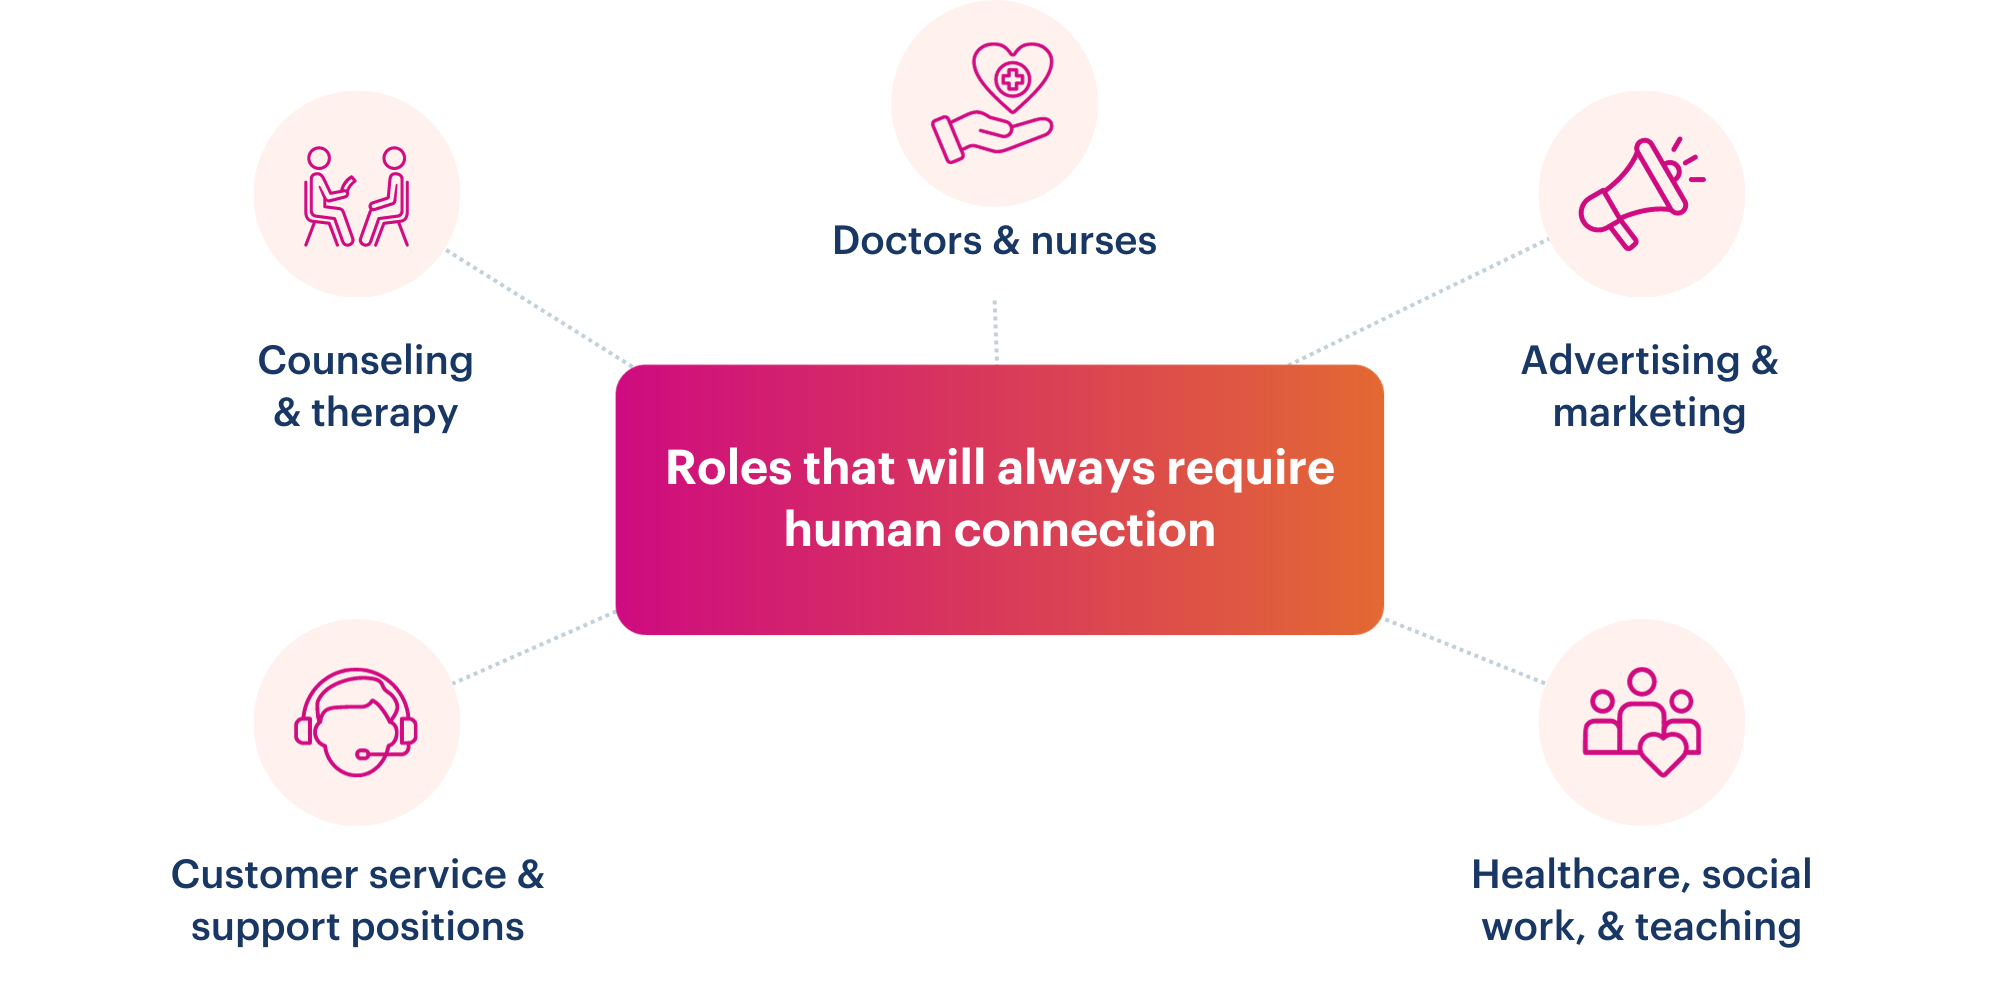 Doctors & nurses
Counseling
& therapy
Advertising &
marketing
Roles that will always require
human connection
Customer service &
support positions
Healthcare, social
work, & teaching